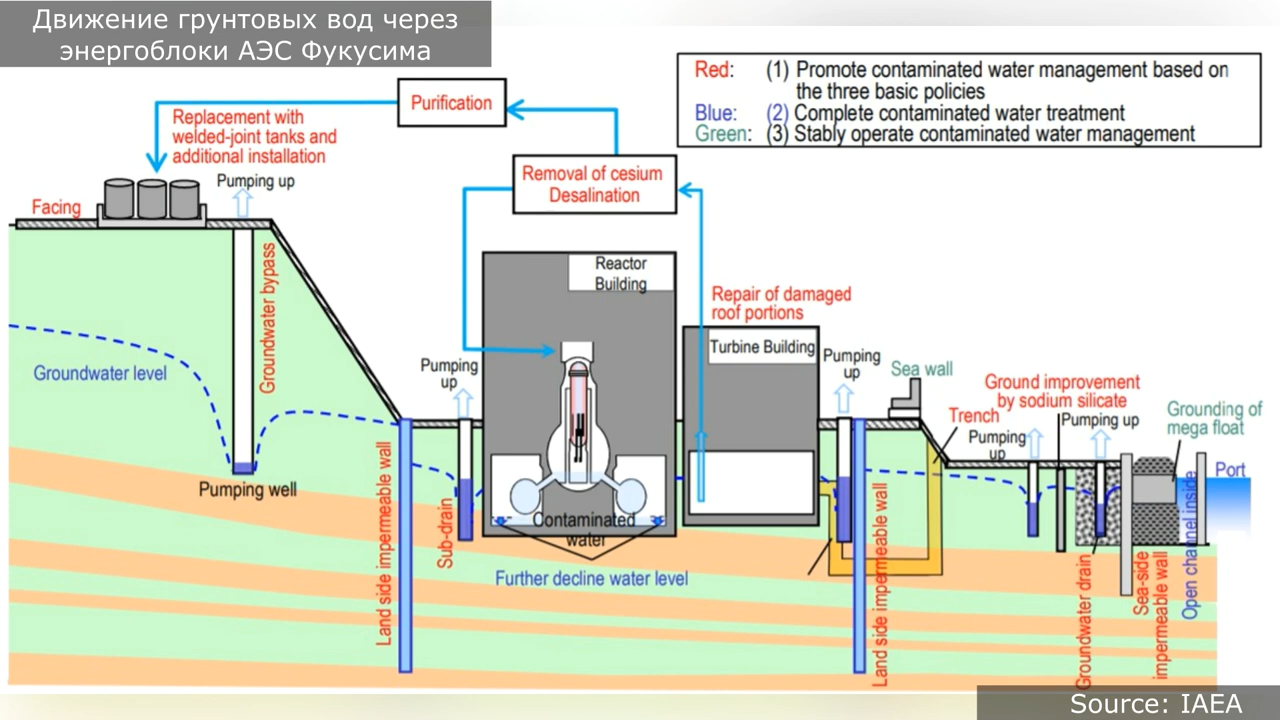 Движение грунтовых вод через
энергоблоки АЭС Фукусима
Red: (1) Promote contaminated water management based on
the three basic policies
Blue: (2) Complete contaminated water treatment
Green: (3) Stably operate contaminated water management
Purification
Replacement with
welded-joint tanks and
additional installation
Removal of cesium
Desalination
Pumping up
Facing
Groundwater bypass
Reactor
Building
Repair of damaged
roof portions
Turbine Building
Groundwater level
Pumping
up
Pumping
up
Sea wall
Ground improvement
by sodium silicate
Trench
Pumping up
Pumping
up
Grounding of
mega float
Port
Pumping well
Land side impermeable wall
Sub-drain
Contaminated
water
Further decline water level
Land side impermeable wall
Groundwater drain
Sea-side
impermeable wall
Open channel inside
Source: IAEA